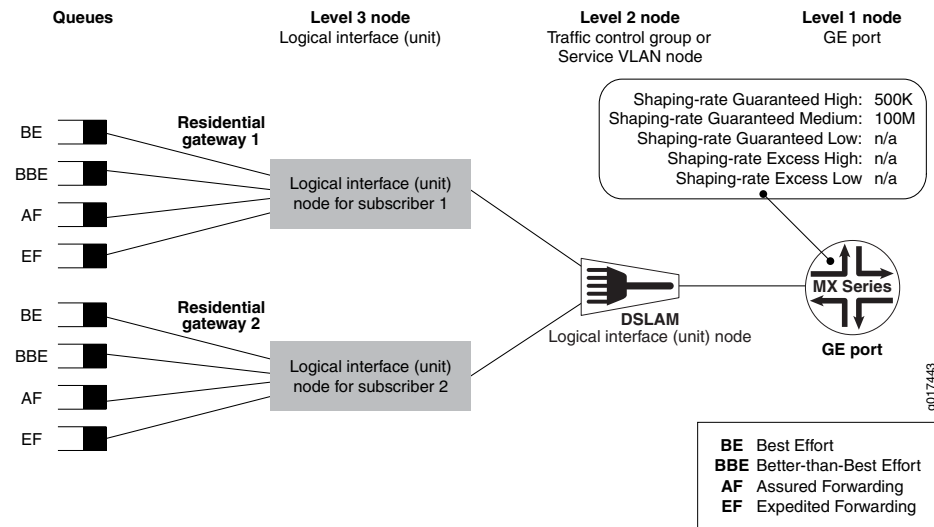 Queues
Level 3 node
Logical interface (unit)
Level 2 node
Traffic control group or
Service VLAN node
Level 1 node
GE port
Shaping-rate Guaranteed High: 500K
Shaping-rate Guaranteed Medium: 100M
Shaping-rate Guaranteed Low: n/a
Shaping-rate Excess High: n/a
Shaping-rate Excess Low n/a
BE
BBE
AF
EF
Residential
gateway 1
Logical interface (unit)
node for subscriber 1
BE
BBE
AF
EF
Residential
gateway 2
Logical interface (unit)
node for subscriber 2
DSLAM
Logical interface (unit) node
MX Series
GE port
g017443
BE Best Effort
BBE Better-than-Best Effort
AF Assured Forwarding
EF Expedited Forwarding